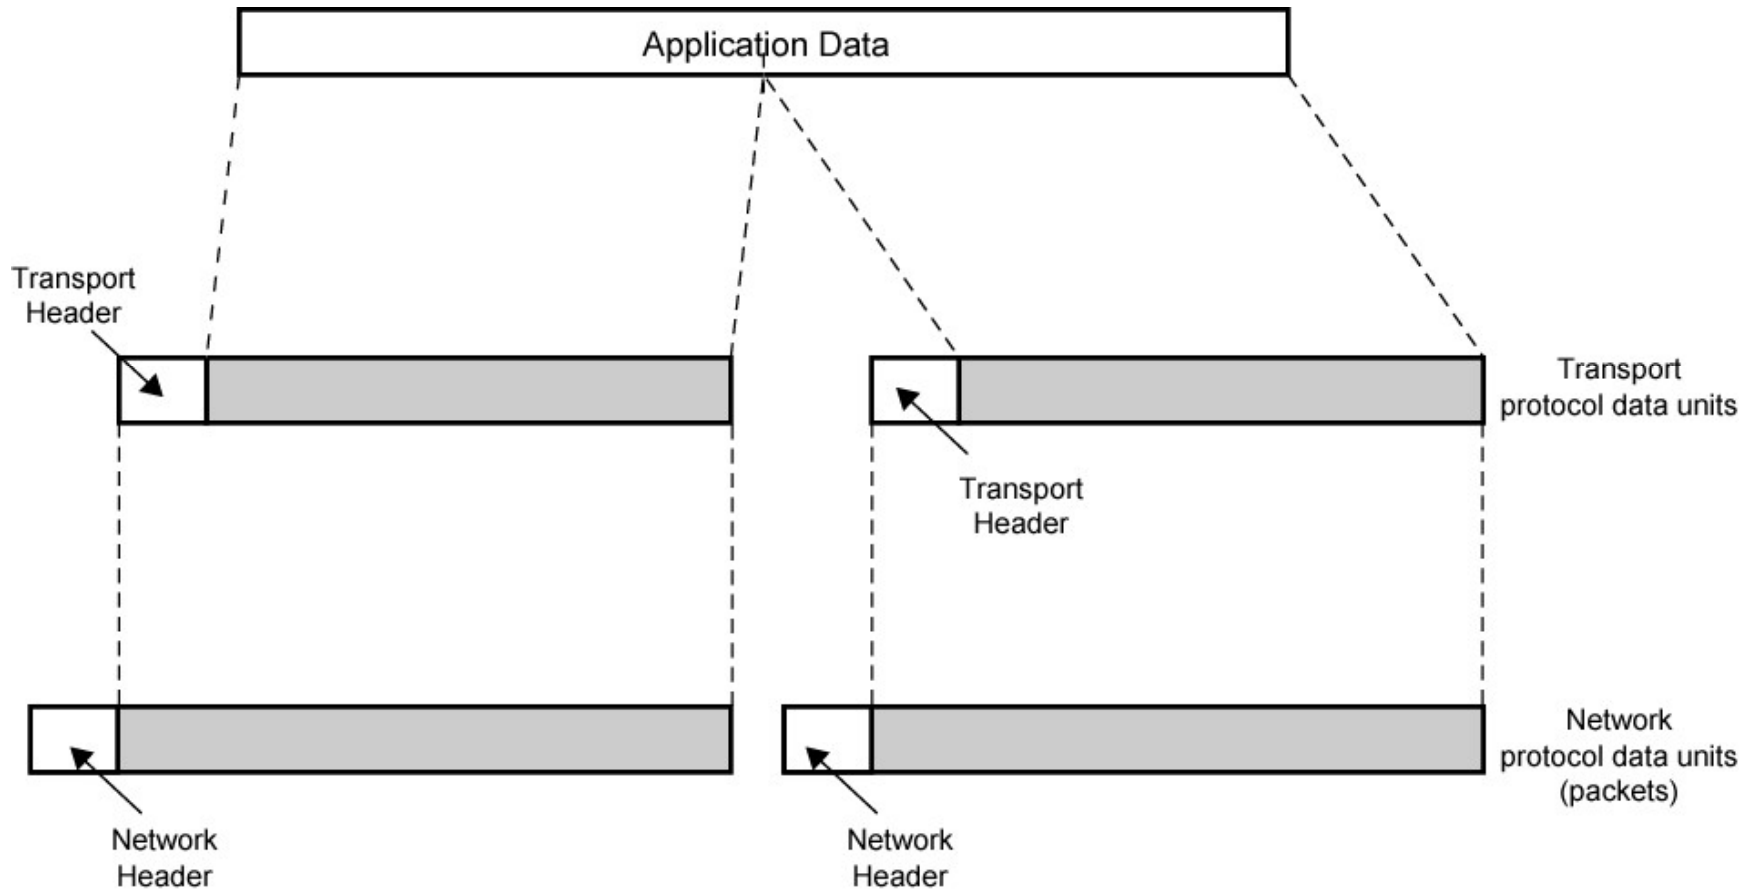 Application Data
Transport
Header
Transport
protocol data units
Transport
Header
Network
protocol data units
(packets)
Network
Header
Network
Header